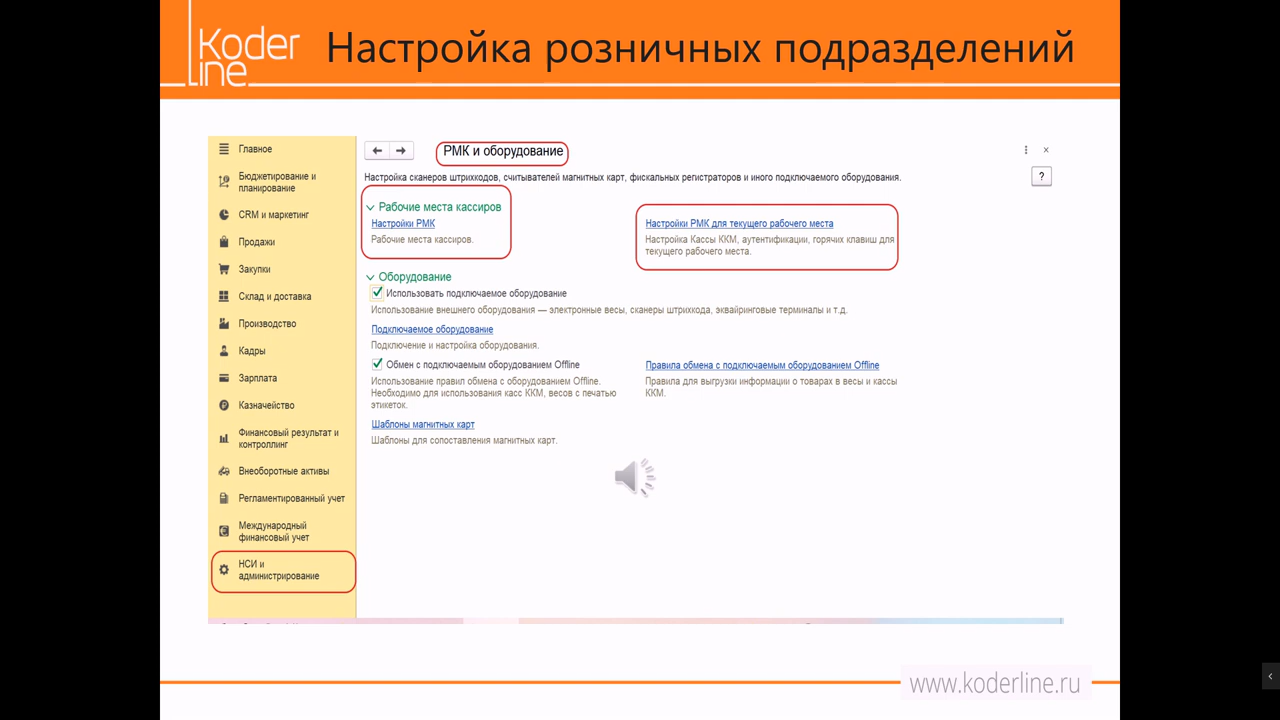 Koder
line
Настройка розничных подразделений
Главное
Бюджетирование и
планирование
CRM и маркетинг
Продажи
Закупки
Склад и доставка
Производство
Кадры
Зарплата
Казначейство
Финансовый результат и
контроллинг
Внеоборотные активы
Регламентированный учет
Международный
финансовый учет
НСИ и
администрирование
РМК и оборудование
?
Настройка сканеров штрихкодов, считывателей магнитных карт, фискальных регистраторов и иного подключаемого оборудования.
Рабочие места кассиров
Настройки РМК
Рабочие места кассиров.
Настройки РМК для текущего рабочего места
Настройка Кассы ККМ, аутентификации, горячих клавиш для
текущего рабочего места.
Оборудование
Использовать подключаемое оборудование
Использование внешнего оборудования — электронные весы, сканеры штрихкода, эквайринговые терминалы и т.д.
Подключаемое оборудование
Подключение и настройка оборудования.
Обмен с подключаемым оборудованием Offline
Использование правил обмена с оборудованием Offline.
Необходимо для использования касс ККМ, весов с печатью
этикеток.
Правила обмена с подключаемым оборудованием Offline
Правила для выгрузки информации о товарах в весы и кассы
ККМ.
Шаблоны магнитных карт
Шаблоны для сопоставления магнитных карт.
www.koderline.ru